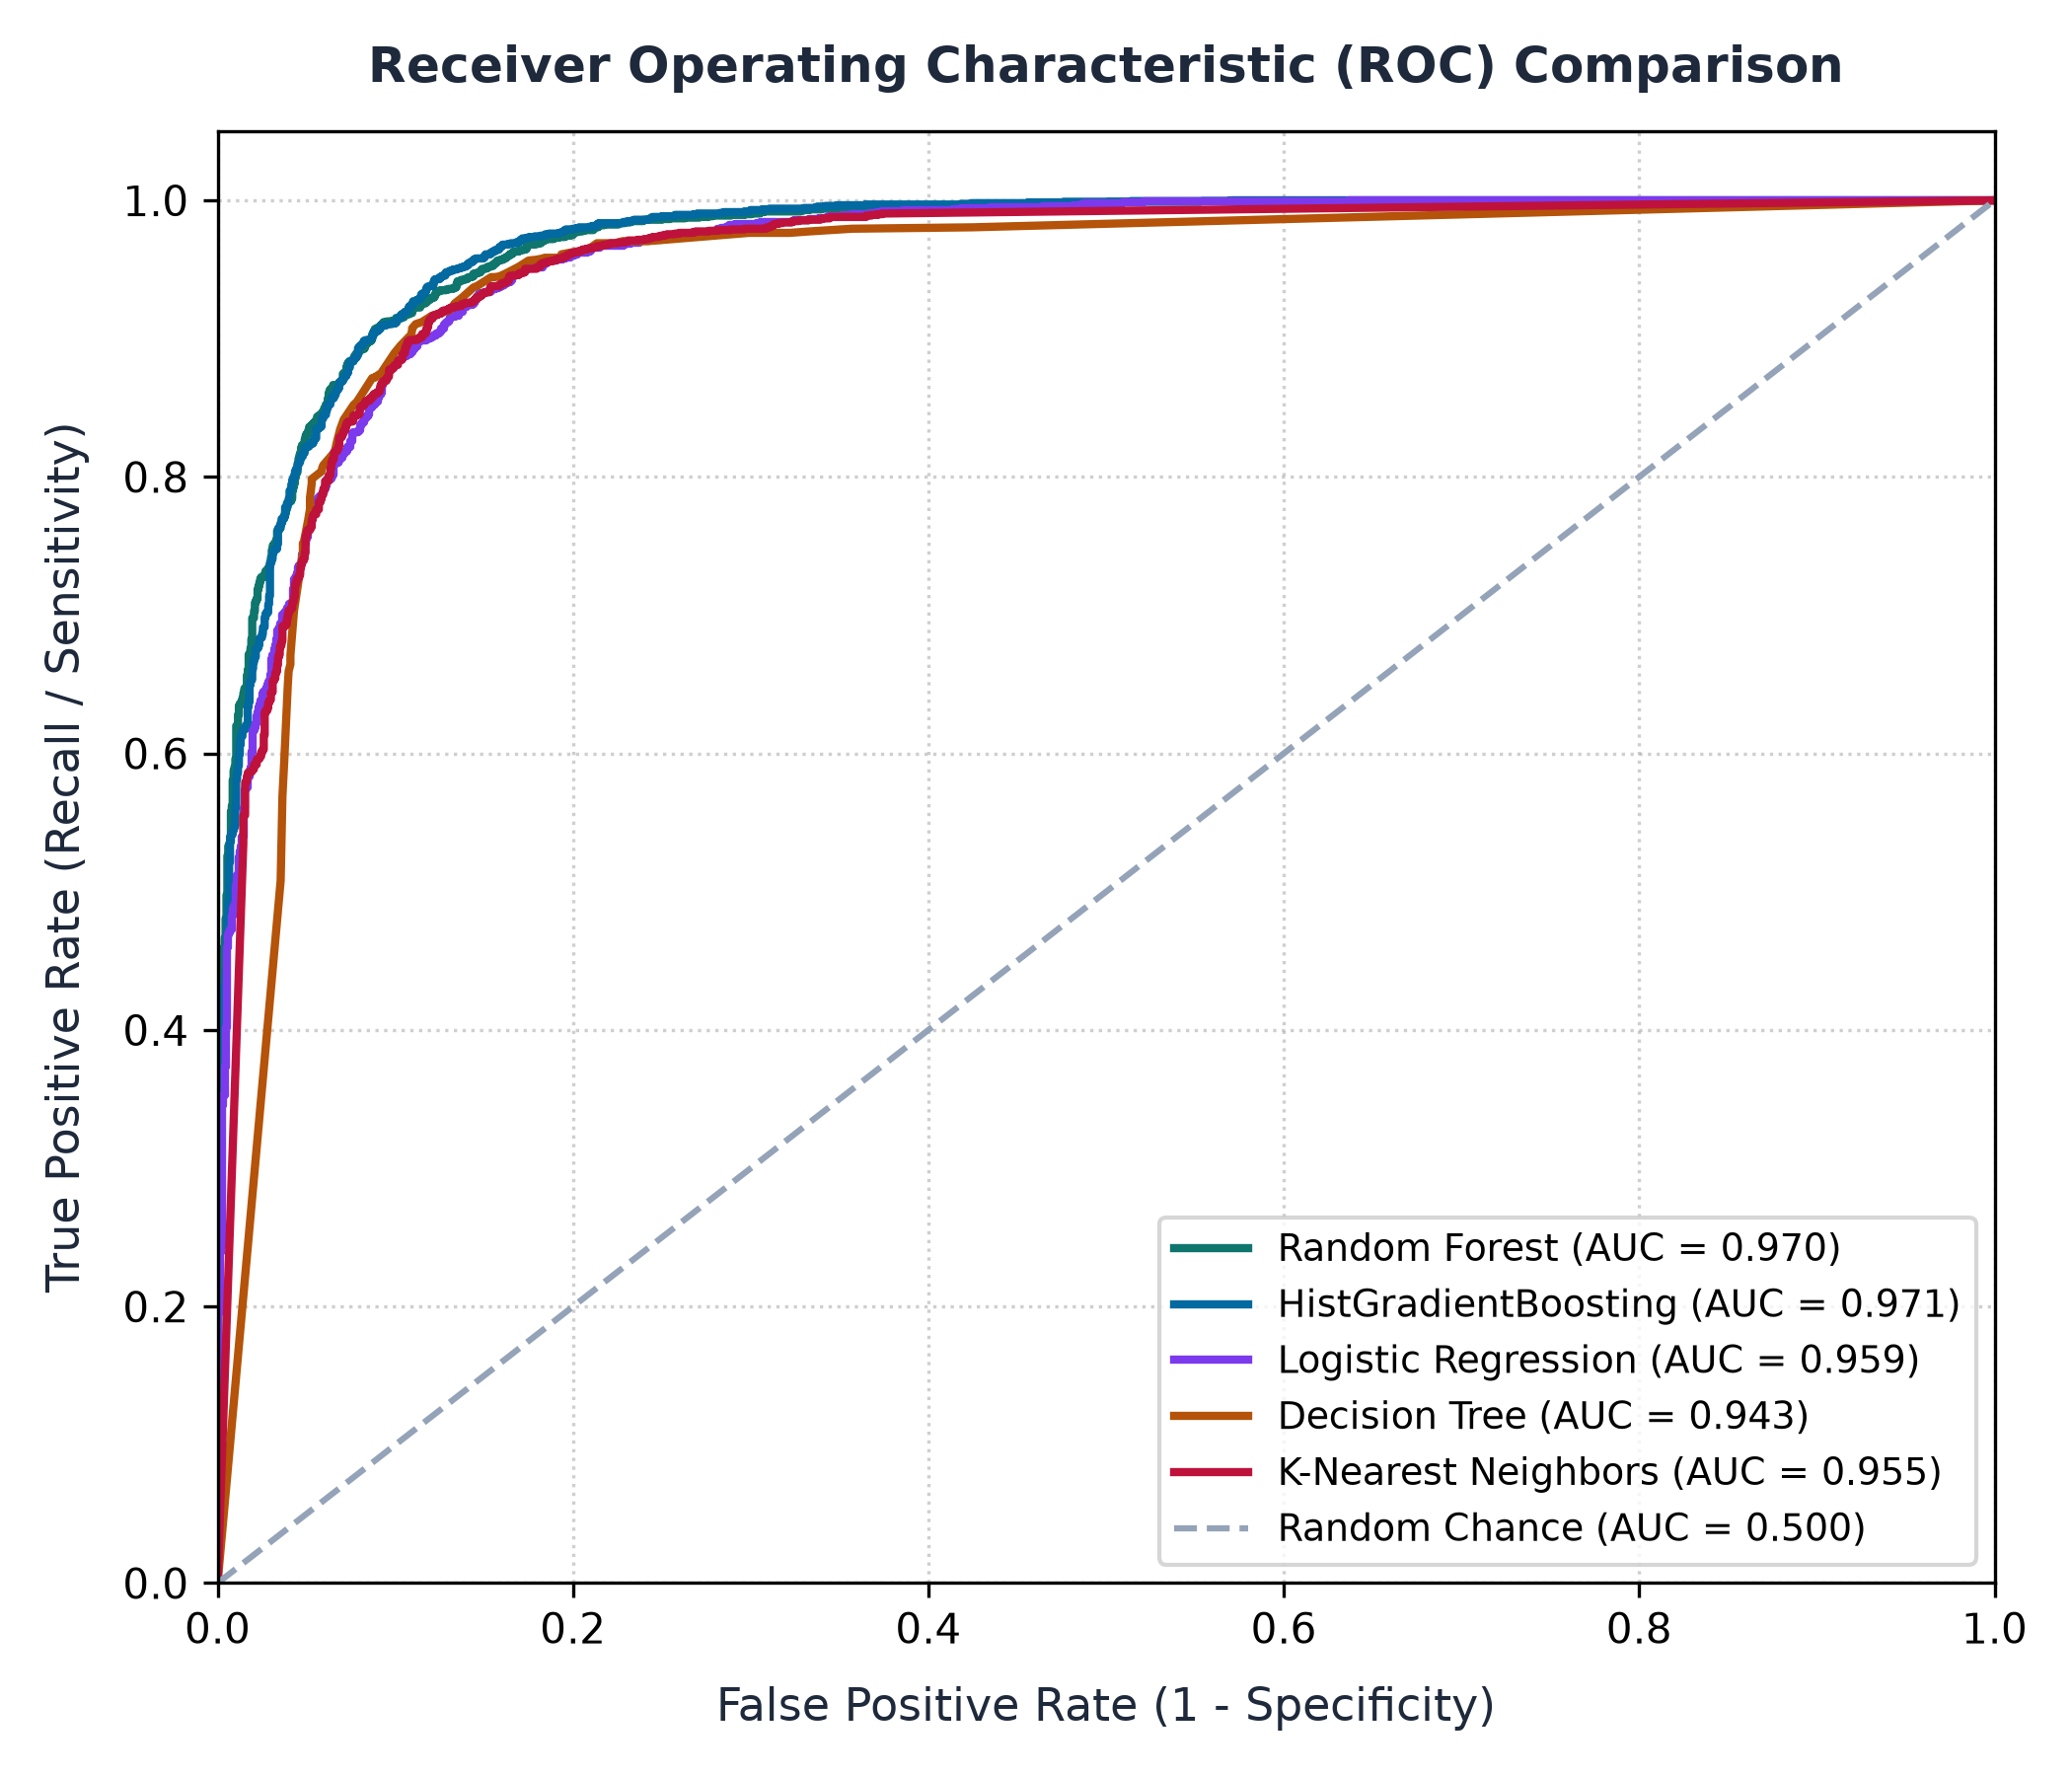 Receiver Operating Characteristic (ROC) Comparison
True Positive Rate (Recall / Sensitivity)
1.0
0.8
0.6
0.4
0.2
0.0
0.0
0.2
0.4
0.6
0.8
1.0
False Positive Rate (1 - Specificity)
Random Forest (AUC = 0.970)
HistGradientBoosting (AUC = 0.971)
Logistic Regression (AUC = 0.959)
Decision Tree (AUC = 0.943)
K-Nearest Neighbors (AUC = 0.955)
Random Chance (AUC = 0.500)